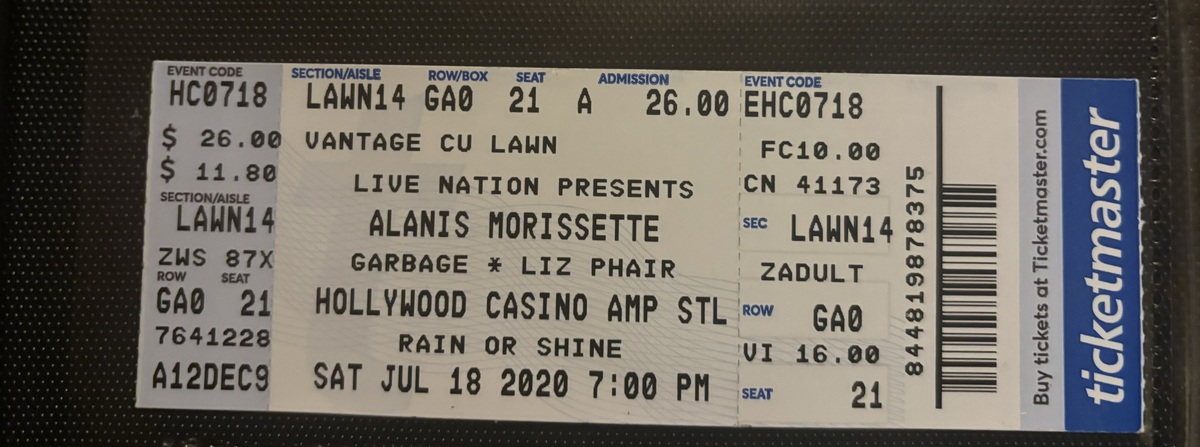 EVENT CODE
HC0718
$ 26.00
$ 11.80
SECTION/AISLE
LAWN14
ZWS 87X
ROW SEAT
GA0 21
7641228
A12DEC9
SECTION/AISLE ROW/BOX SEAT ADMISSION
LAWN14 GA0 21 A 26.00
VANTAGE CU LAWN
LIVE NATION PRESENTS
ALANIS MORISSETTE
GARBAGE * LIZ PHAIR
HOLLYWOOD CASINO AMP STL
RAIN OR SHINE
SAT JUL 18 2020 7:00 PM
EVENT CODE
EHC0718
FC10.00
CN 41173
SEC LAWN14
ZADULT
ROW GA0
VI 16.00
SEAT 21
844819878375
Buy tickets at Ticketmaster.com
ticketmaster